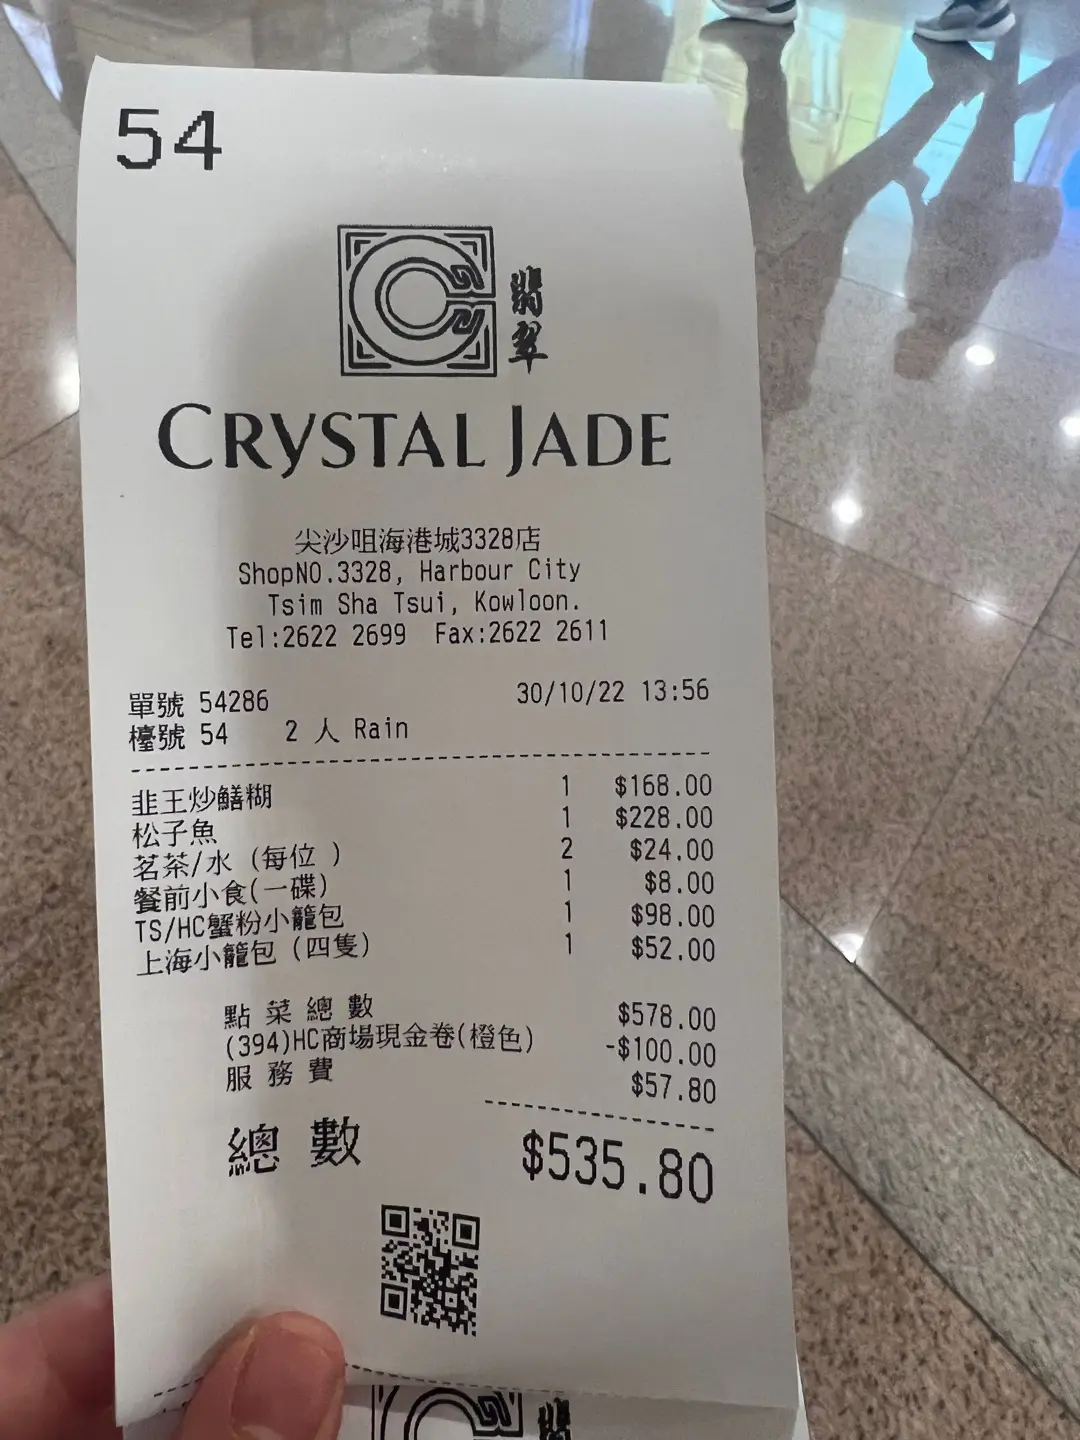 54
翡
翠
CRYSTAL JADE
尖沙咀海港城3328店
ShopNO.3328, Harbour City
Tsim Sha Tsui, Kowloon.
Tel:2622 2699 Fax:2622 2611
單號 54286 30/10/22 13:56
檯號 54 2 人 Rain
韭王炒鱔糊 1 $168.00
松子魚 1 $228.00
茗茶/水 (每位 ) 2 $24.00
餐前小食(一碟) 1 $8.00
TS/HC蟹粉小籠包 1 $98.00
上海小籠包 (四隻) 1 $52.00
點 菜 總 數 $578.00
(394)HC商場現金卷(橙色) -$100.00
服 務 費 $57.80
總 數 $535.80
翡